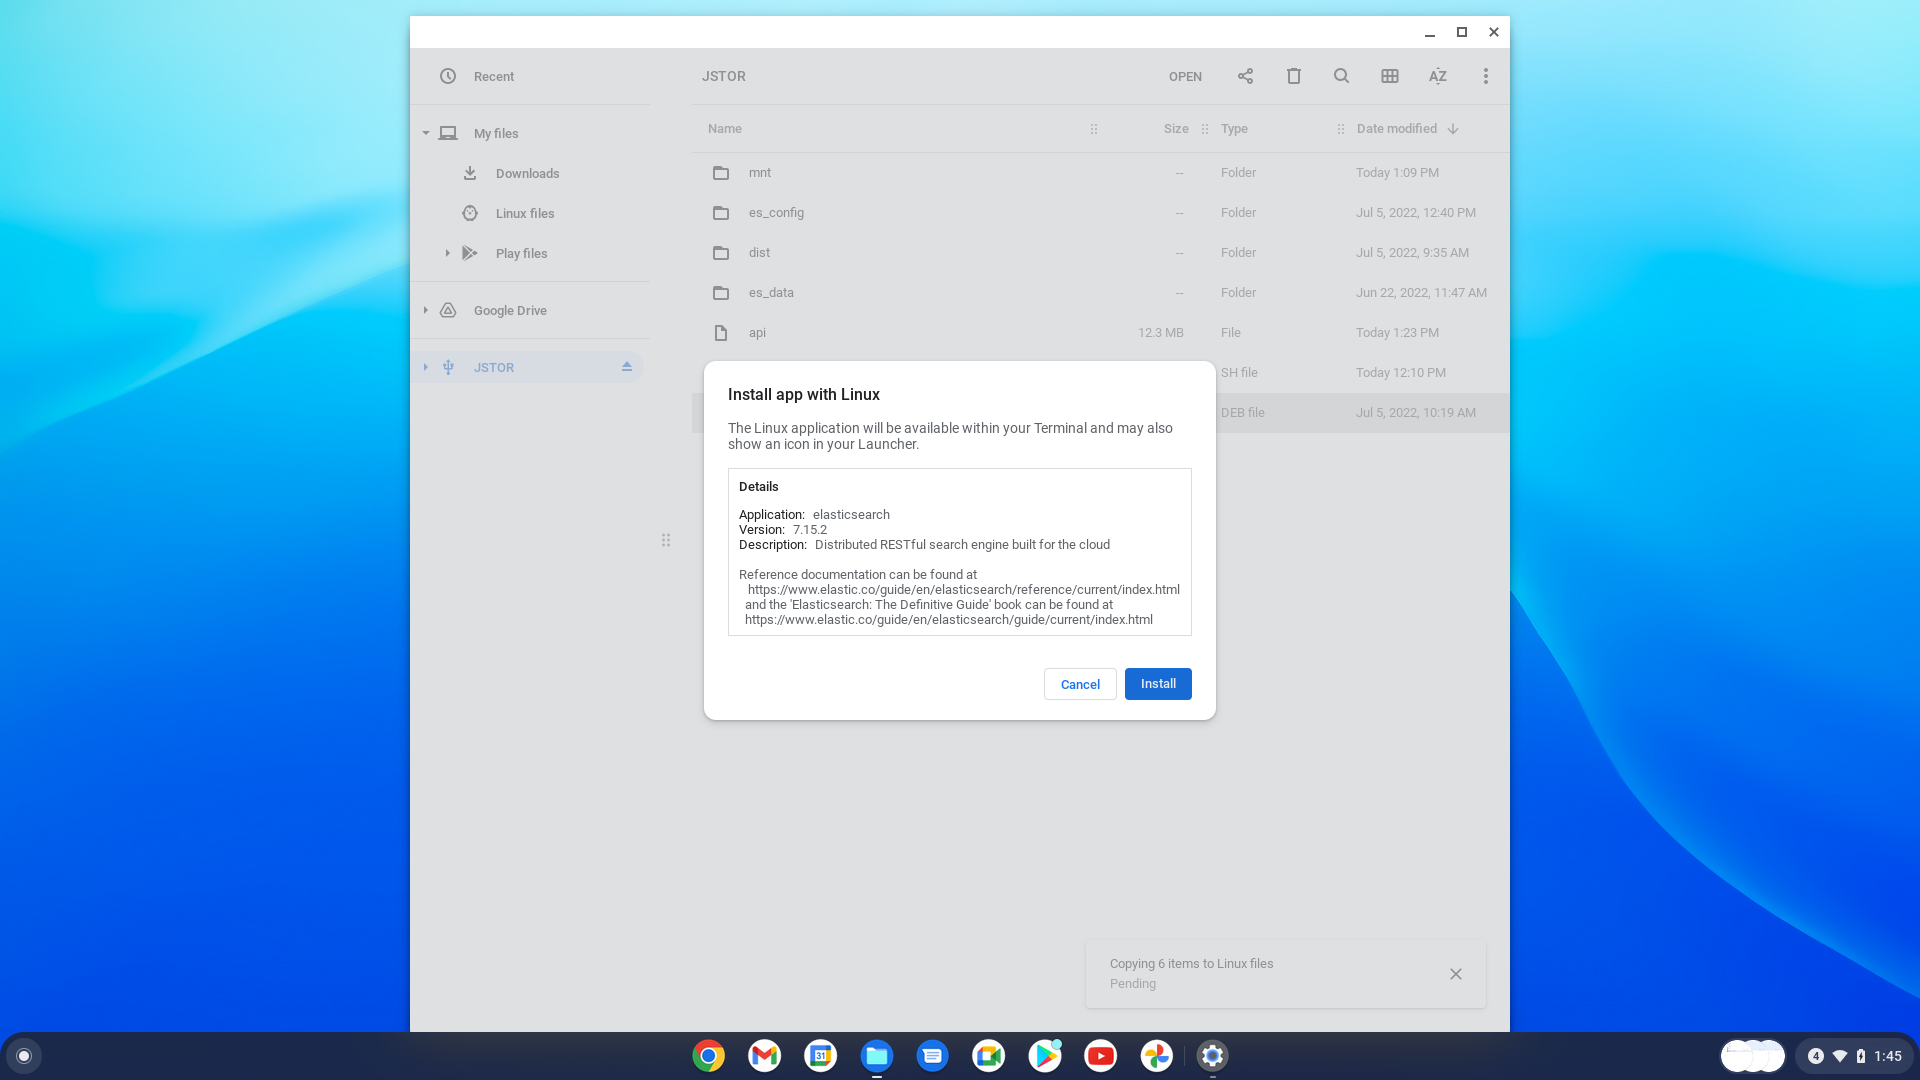 Recent
JSTOR
OPEN
AZ
Name
Size
Type
Date modified
My files
mnt
--
Folder
Today 1:09 PM
Downloads
es_config
--
Folder
Jul 5, 2022, 12:40 PM
Linux files
dist
--
Folder
Jul 5, 2022, 9:35 AM
Play files
es_data
--
Folder
Jun 22, 2022, 11:47 AM
Google Drive
api
12.3 MB
File
Today 1:23 PM
JSTOR
SH file
Today 12:10 PM
DEB file
Jul 5, 2022, 10:19 AM
Install app with Linux
The Linux application will be available within your Terminal and may also
show an icon in your Launcher.
Details
Application: elasticsearch
Version: 7.15.2
Description: Distributed RESTful search engine built for the cloud
Reference documentation can be found at
https://www.elastic.co/guide/en/elasticsearch/reference/current/index.html
and the 'Elasticsearch: The Definitive Guide' book can be found at
https://www.elastic.co/guide/en/elasticsearch/guide/current/index.html
Cancel
Install
Copying 6 items to Linux files
Pending
31
4
1:45